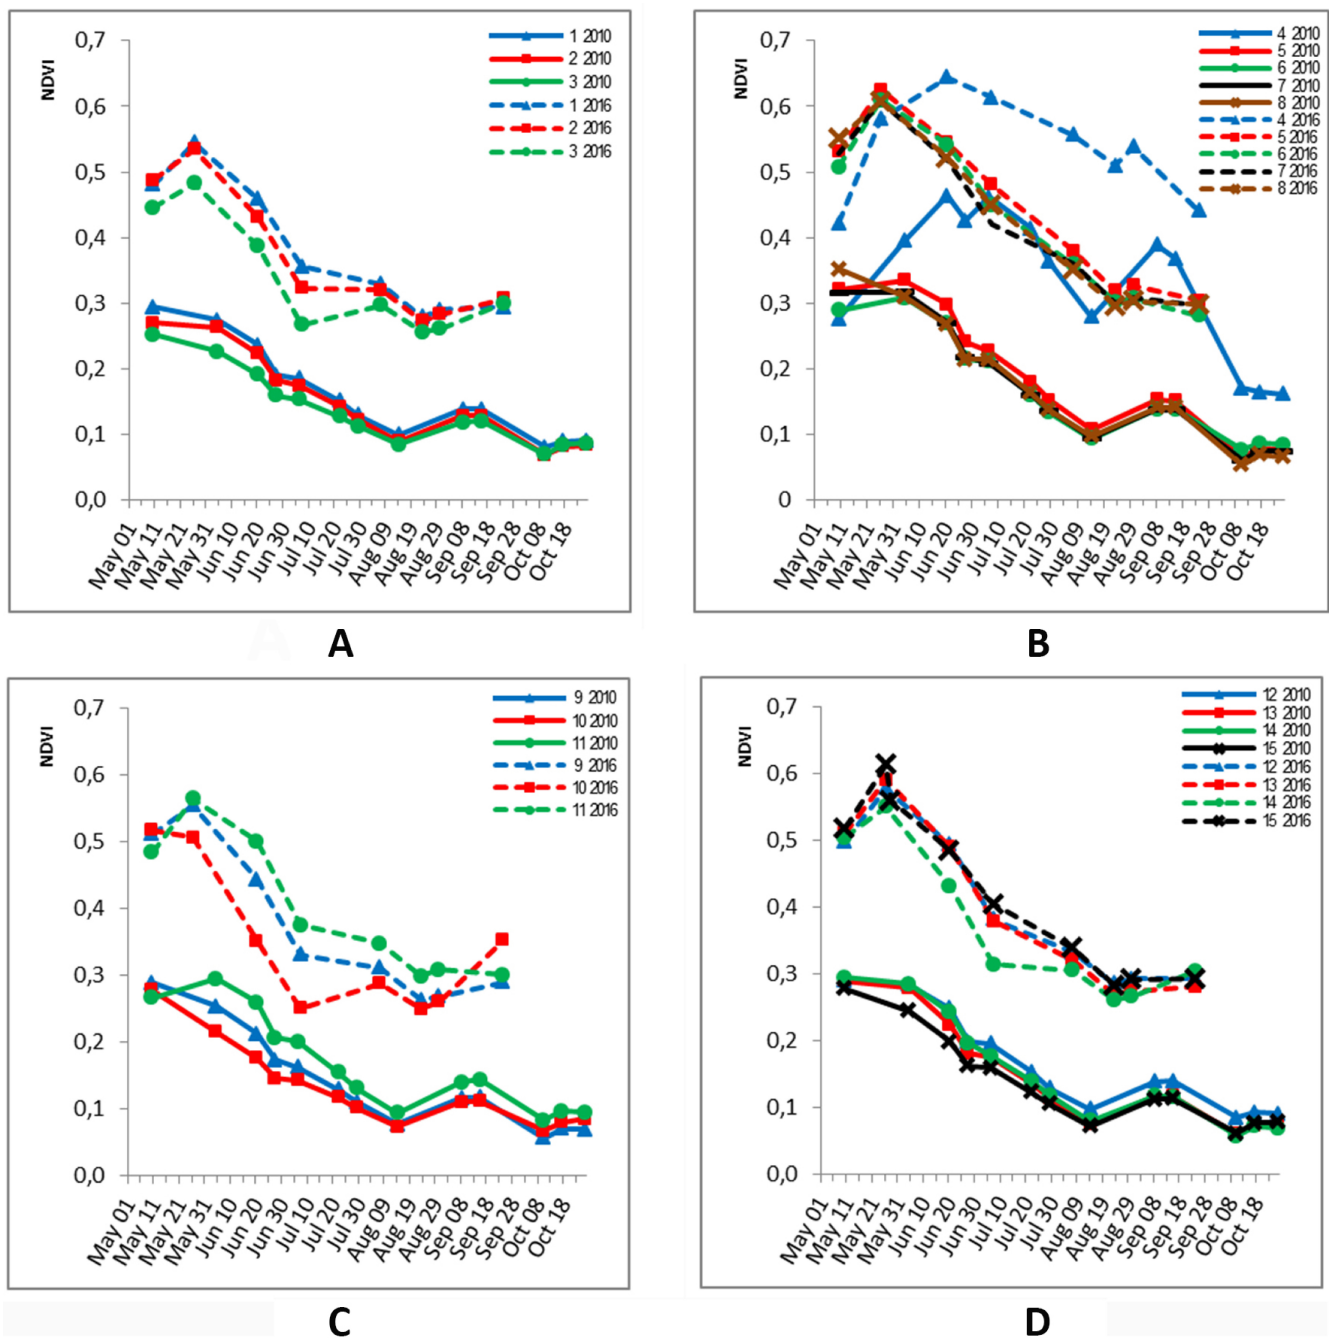 0,7
0,6
0,5
0,4
0,3
0,2
0,1
0,0
NDVI
1 2010
2 2010
3 2010
1 2016
2 2016
3 2016
May 01
May 11
May 21
May 31
Jun 10
Jun 20
Jun 30
Jul 10
Jul 20
Jul 30
Aug 09
Aug 19
Aug 29
Sep 08
Sep 18
Sep 28
Oct 08
Oct 18
A
0,7
0,6
0,5
0,4
0,3
0,2
0,1
0
NDVI
4 2010
5 2010
6 2010
7 2010
8 2010
4 2016
5 2016
6 2016
7 2016
8 2016
May 01
May 11
May 21
May 31
Jun 10
Jun 20
Jun 30
Jul 10
Jul 20
Jul 30
Aug 09
Aug 19
Aug 29
Sep 08
Sep 18
Sep 28
Oct 08
Oct 18
B
0,7
0,6
0,5
0,4
0,3
0,2
0,1
0,0
NDVI
9 2010
10 2010
11 2010
9 2016
10 2016
11 2016
May 01
May 11
May 21
May 31
Jun 10
Jun 20
Jun 30
Jul 10
Jul 20
Jul 30
Aug 09
Aug 19
Aug 29
Sep 08
Sep 18
Sep 28
Oct 08
Oct 18
C
0,7
0,6
0,5
0,4
0,3
0,2
0,1
0,0
NDVI
12 2010
13 2010
14 2010
15 2010
12 2016
13 2016
14 2016
15 2016
May 01
May 11
May 21
May 31
Jun 10
Jun 20
Jun 30
Jul 10
Jul 20
Jul 30
Aug 09
Aug 19
Aug 29
Sep 08
Sep 18
Sep 28
Oct 08
Oct 18
D